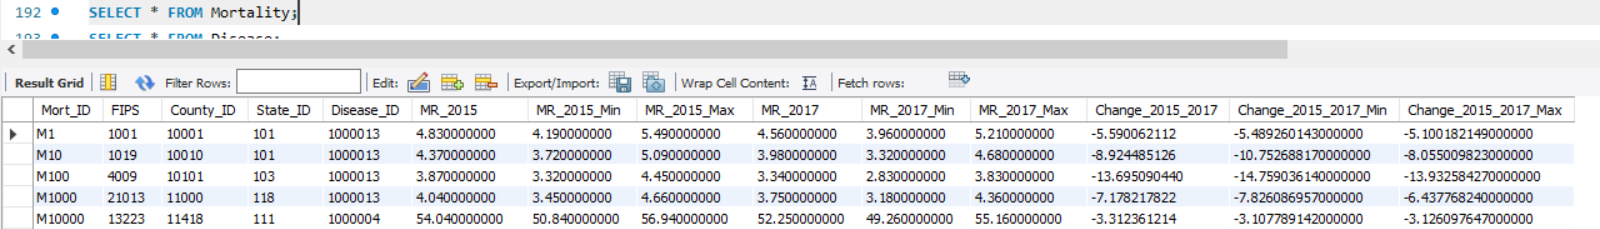 192 SELECT * FROM Mortality;
193 SELECT * FROM Disease;
Result Grid Filter Rows: Edit: Export/Import: Wrap Cell Content: IA Fetch rows:
Mort_ID FIPS County_ID State_ID Disease_ID MR_2015 MR_2015_Min MR_2015_Max MR_2017 MR_2017_Min MR_2017_Max Change_2015_2017 Change_2015_2017_Min Change_2015_2017_Max
M1 1001 10001 101 1000013 4.830000000 4.190000000 5.490000000 4.560000000 3.960000000 5.210000000 -5.590062112 -5.489260143000000 -5.100182149000000
M10 1019 10010 101 1000013 4.370000000 3.720000000 5.090000000 3.980000000 3.320000000 4.680000000 -8.924485126 -10.752688170000000 -8.055009823000000
M100 4009 10101 103 1000013 3.870000000 3.320000000 4.450000000 3.340000000 2.830000000 3.830000000 -13.695090440 -14.759036140000000 -13.932584270000000
M1000 21013 11000 118 1000013 4.040000000 3.450000000 4.660000000 3.750000000 3.180000000 4.360000000 -7.178217822 -7.826086957000000 -6.437768240000000
M10000 13223 11418 111 1000004 54.040000000 50.840000000 56.940000000 52.250000000 49.260000000 55.160000000 -3.312361214 -3.107789142000000 -3.126097647000000